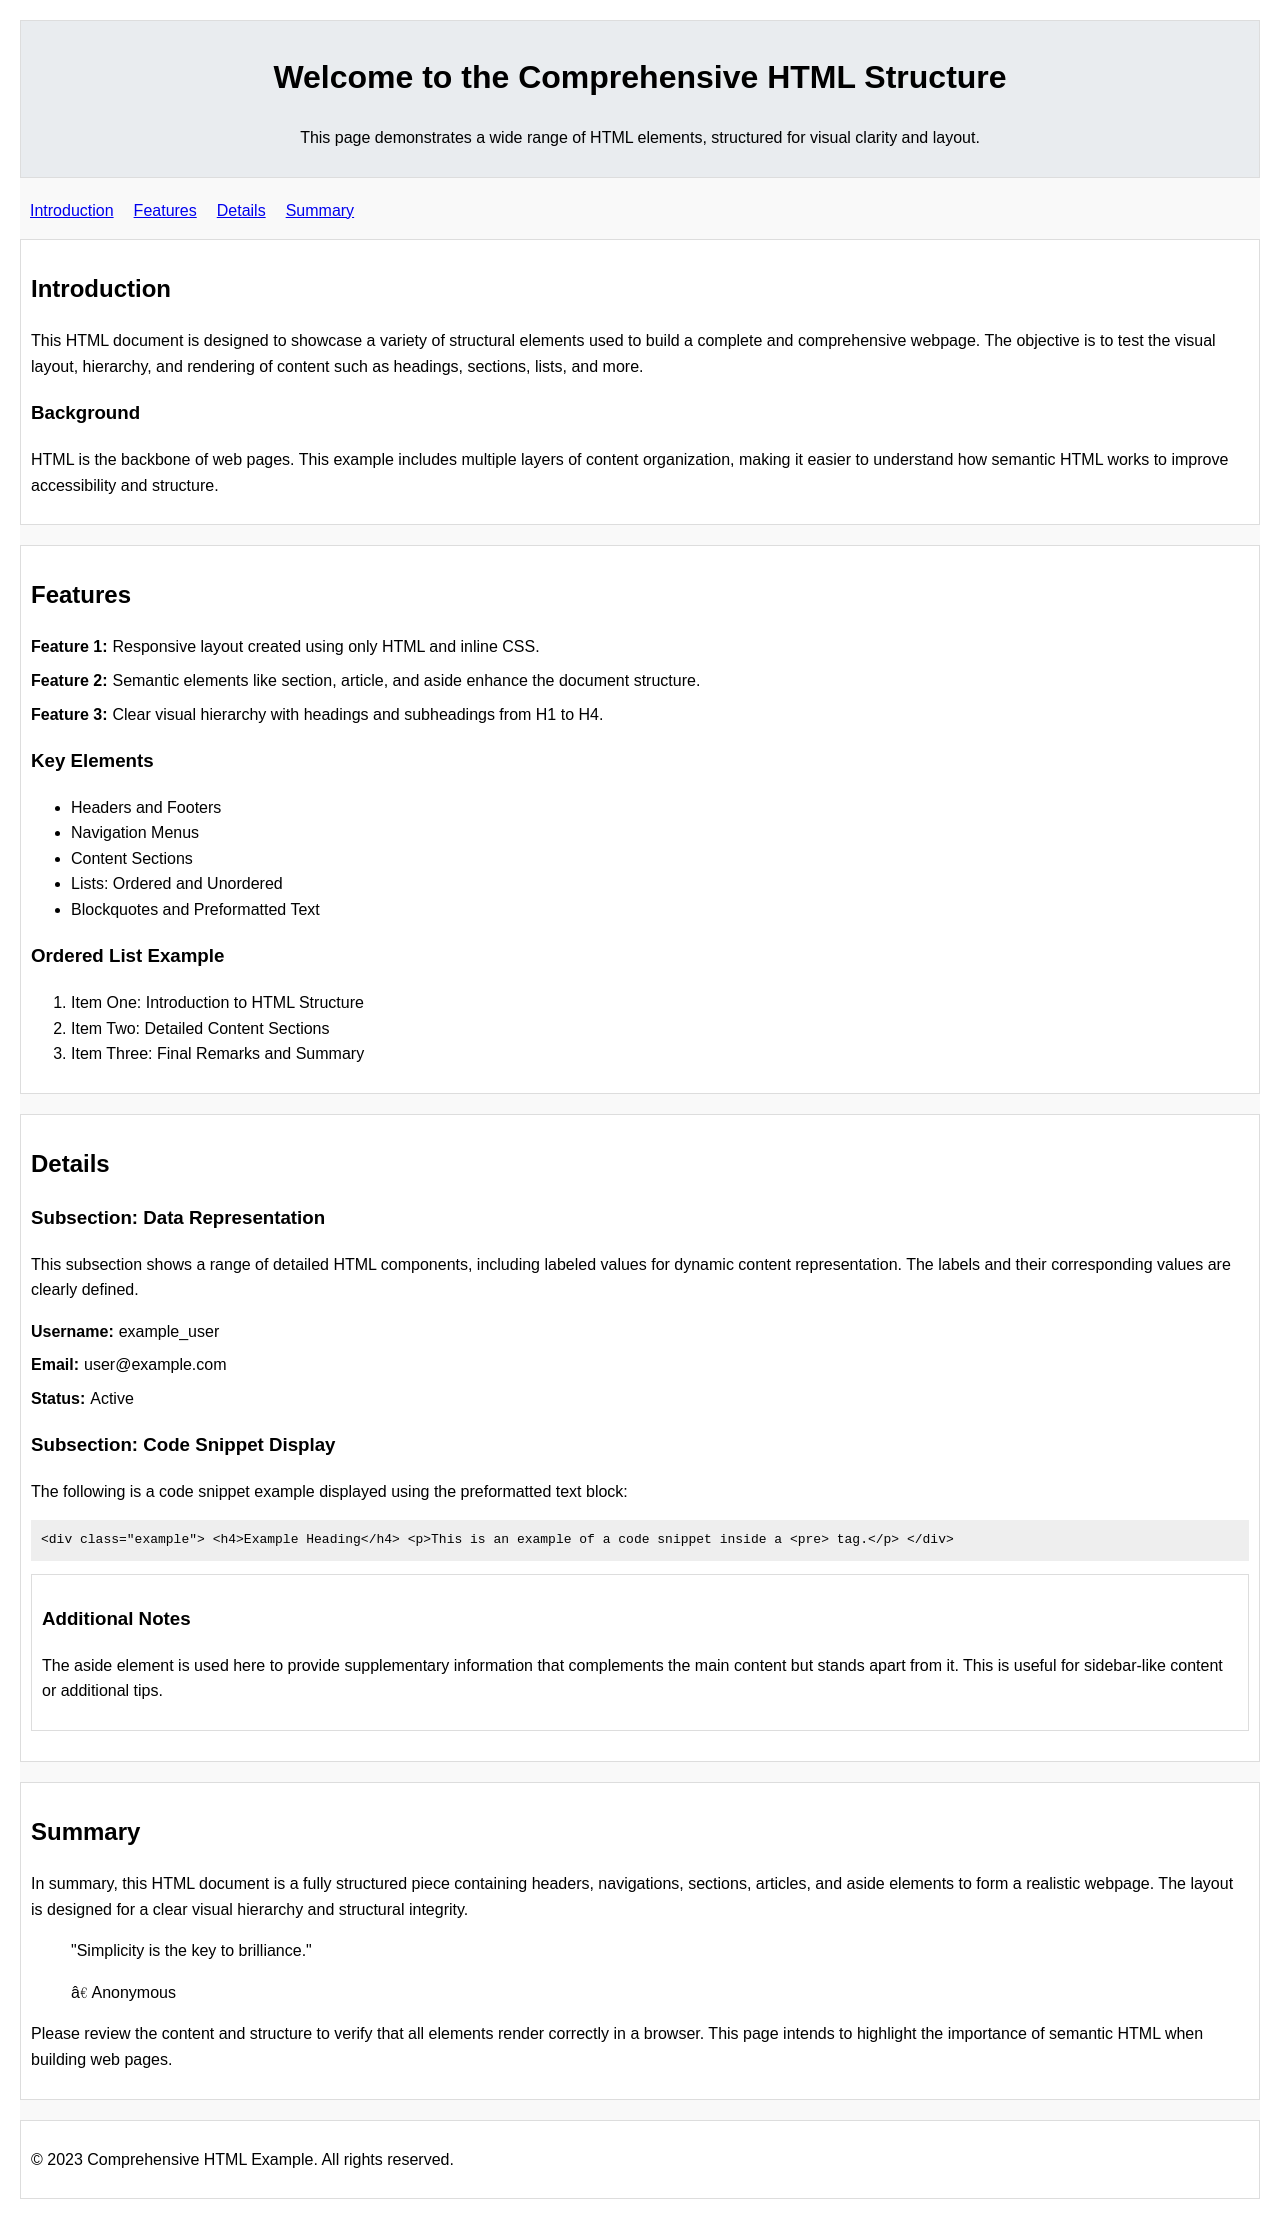 Welcome to the Comprehensive HTML Structure
This page demonstrates a wide range of HTML elements, structured for visual clarity and layout.
Introduction Features Details Summary
Introduction
This HTML document is designed to showcase a variety of structural elements used to build a complete and comprehensive webpage. The objective is to test the visual
layout, hierarchy, and rendering of content such as headings, sections, lists, and more.
Background
HTML is the backbone of web pages. This example includes multiple layers of content organization, making it easier to understand how semantic HTML works to improve
accessibility and structure.
Features
Feature 1: Responsive layout created using only HTML and inline CSS.
Feature 2: Semantic elements like section, article, and aside enhance the document structure.
Feature 3: Clear visual hierarchy with headings and subheadings from H1 to H4.
Key Elements
• Headers and Footers
• Navigation Menus
• Content Sections
• Lists: Ordered and Unordered
• Blockquotes and Preformatted Text
Ordered List Example
1. Item One: Introduction to HTML Structure
2. Item Two: Detailed Content Sections
3. Item Three: Final Remarks and Summary
Details
Subsection: Data Representation
This subsection shows a range of detailed HTML components, including labeled values for dynamic content representation. The labels and their corresponding values are
clearly defined.
Username: example_user
Email: user@example.com
Status: Active
Subsection: Code Snippet Display
The following is a code snippet example displayed using the preformatted text block:
<div class="example"> <h4>Example Heading</h4> <p>This is an example of a code snippet inside a <pre> tag.</p> </div>
Additional Notes
The aside element is used here to provide supplementary information that complements the main content but stands apart from it. This is useful for sidebar-like content
or additional tips.
Summary
In summary, this HTML document is a fully structured piece containing headers, navigations, sections, articles, and aside elements to form a realistic webpage. The layout
is designed for a clear visual hierarchy and structural integrity.
"Simplicity is the key to brilliance."
â€ Anonymous
Please review the content and structure to verify that all elements render correctly in a browser. This page intends to highlight the importance of semantic HTML when
building web pages.
© 2023 Comprehensive HTML Example. All rights reserved.